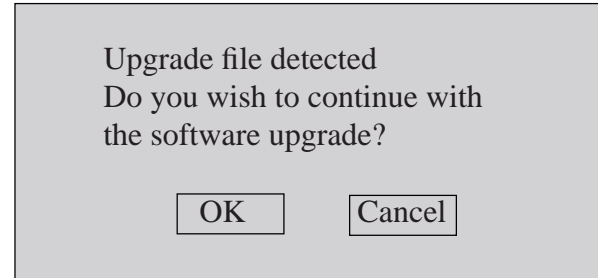 Upgrade file detected
Do you wish to continue with
the software upgrade?
OK Cancel